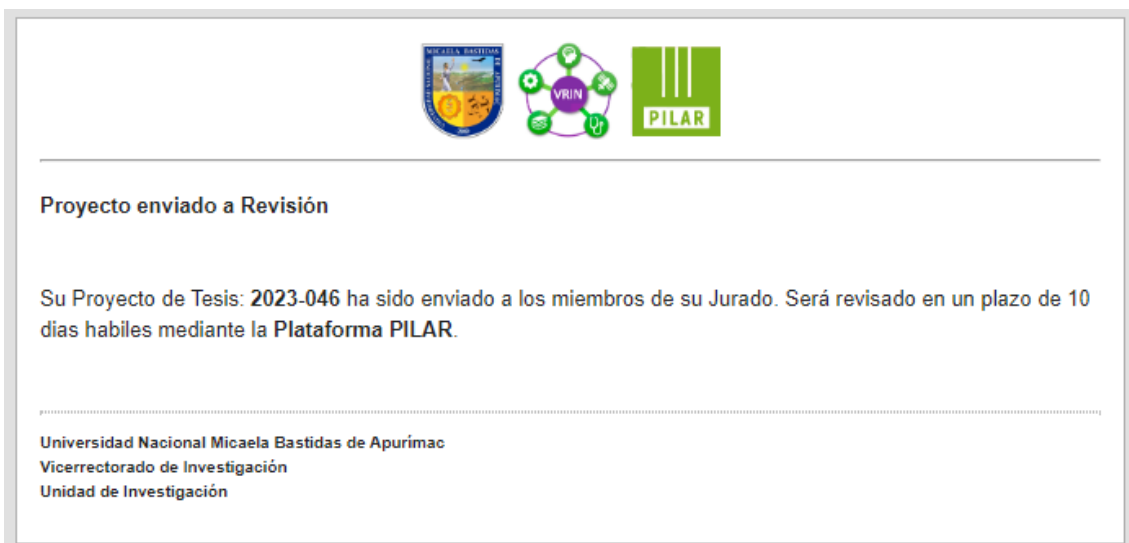 MICAELA BASTIDAS
VRIN
PILAR
Proyecto enviado a Revisión
Su Proyecto de Tesis: 2023-046 ha sido enviado a los miembros de su Jurado. Será revisado en un plazo de 10
dias habiles mediante la Plataforma PILAR.
Universidad Nacional Micaela Bastidas de Apurímac
Vicerrectorado de Investigación
Unidad de Investigación